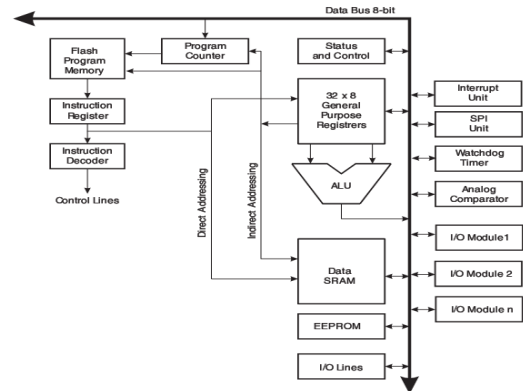 Data Bus 8-bit
Flash
Program
Memory
Program
Counter
Status
and Control
Instruction
Register
32 x 8
General
Purpose
Registrers
Interrupt
Unit
SPI
Unit
Instruction
Decoder
Watchdog
Timer
ALU
Analog
Comparator
Control Lines
Direct Addressing
Indirect Addressing
I/O Module1
Data
SRAM
I/O Module 2
I/O Module n
EEPROM
I/O Lines